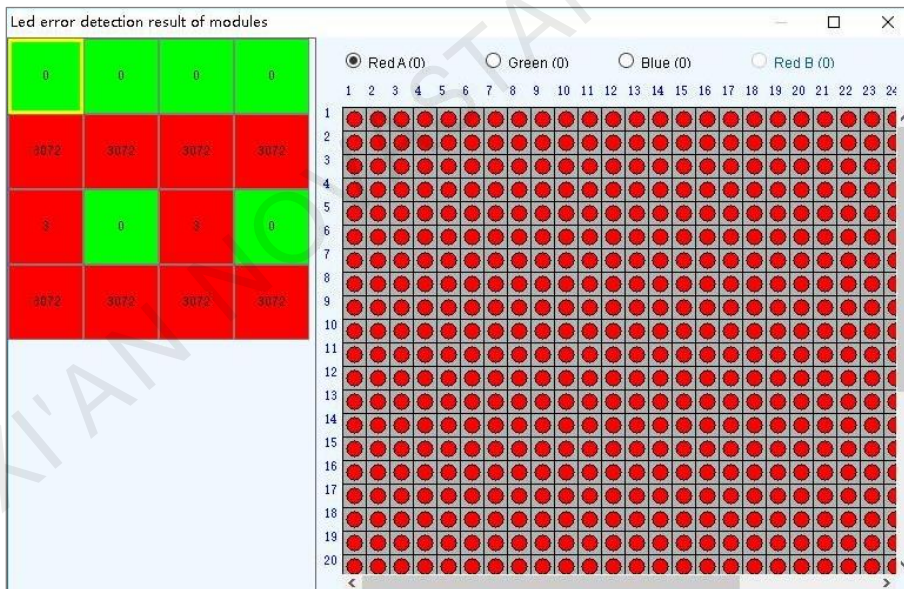 Led error detection result of modules
0 0 0 0
3072 3072 3072 3072
3 0 3 0
3072 3072 3072 3072
Red A (0) Green (0) Blue (0) Red B (0)
1 2 3 4 5 6 7 8 9 10 11 12 13 14 15 16 17 18 19 20 21 22 23 24
1
2
3
4
5
6
7
8
9
10
11
12
13
14
15
16
17
18
19
20
XI'AN NOVASTAR